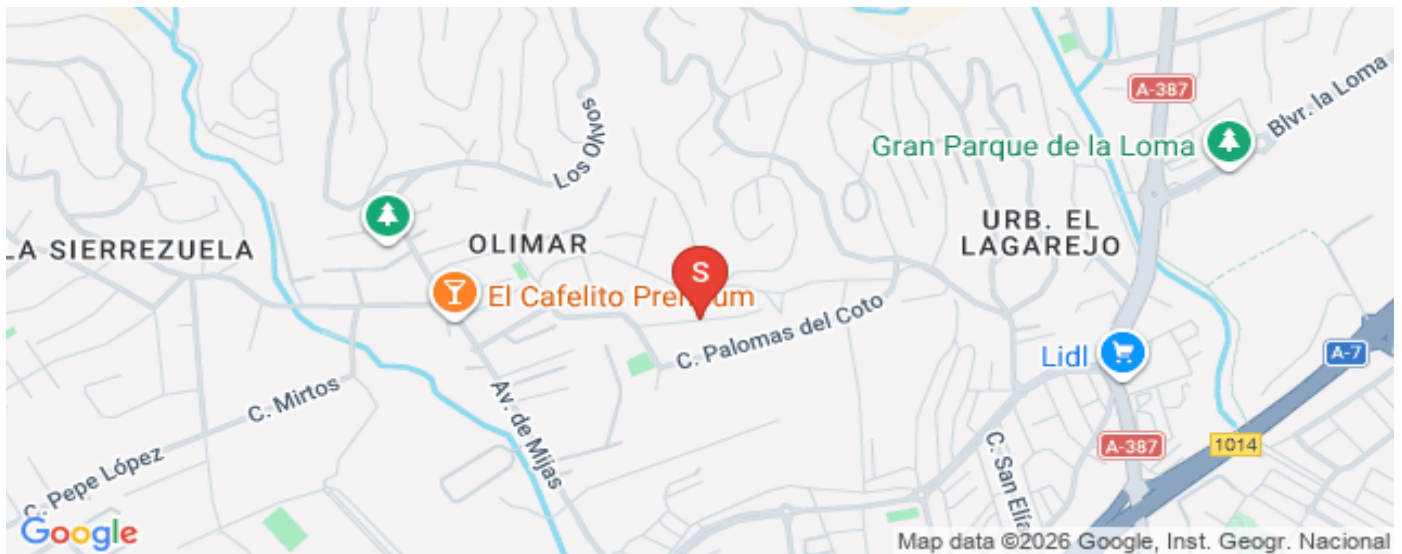 A-387
Blvr. la Loma
Gran Parque de la Loma
Los Olivos
URB. EL
LAGAREJO
LA SIERREZUELA
OLIMAR
S
El Cafelito Premium
C. Palomas del Coto
Lidl
A-7
C. Mirtos
Av. de Mijas
A-387
1014
C. San Elía
C. Pepe López
Google
Map data ©2026 Google, Inst. Geogr. Nacional